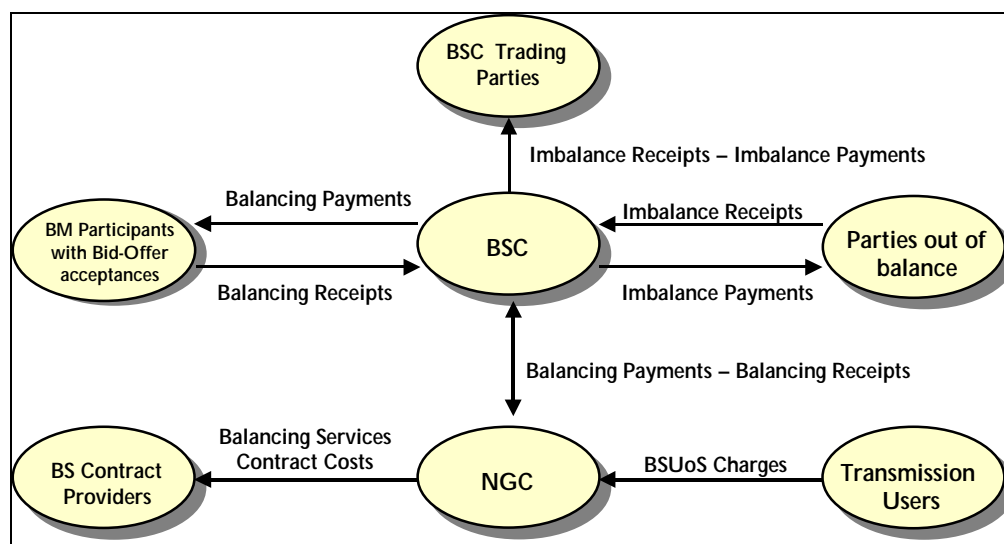 BSC Trading
Parties
Imbalance Receipts – Imbalance Payments
Balancing Payments
Imbalance Receipts
BM Participants
with Bid-Offer
acceptances
BSC
Parties out of
balance
Balancing Receipts
Imbalance Payments
Balancing Payments – Balancing Receipts
Balancing Services
Contract Costs
BS Contract
Providers
NGC
BSUoS Charges
Transmission
Users